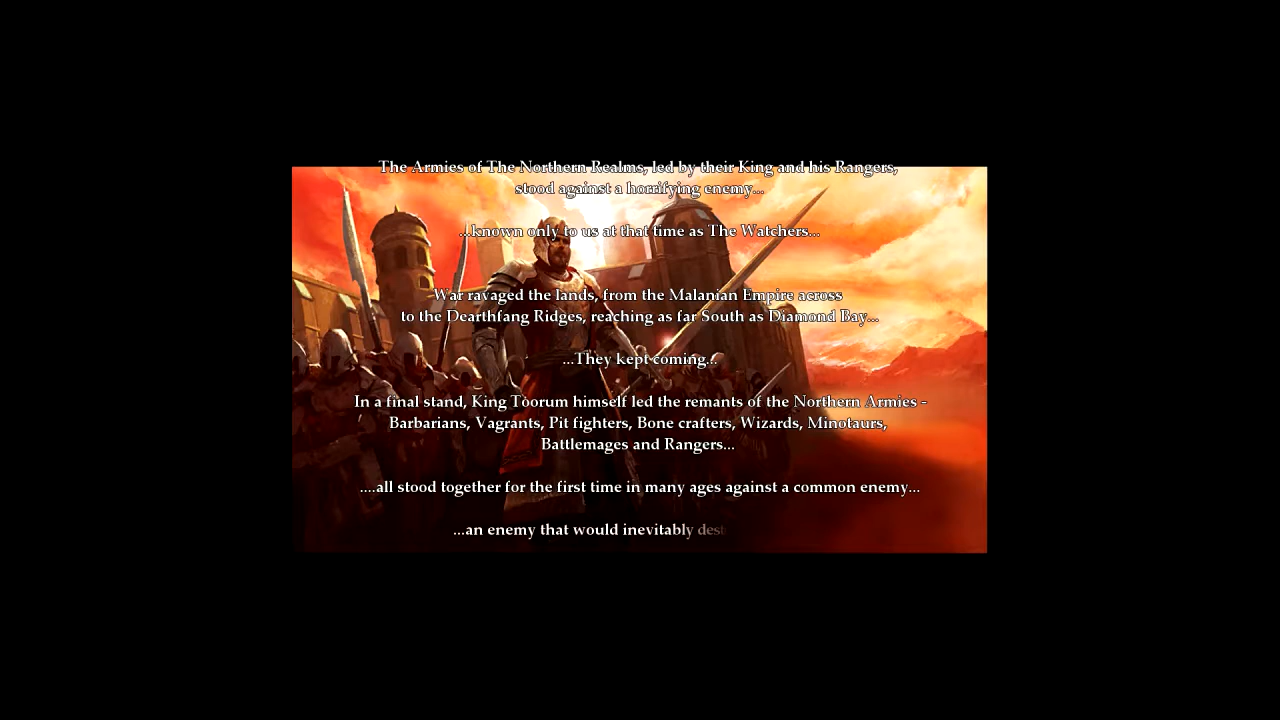 The Armies of The Northern Realms, led by their King and his Rangers,
stood against a horrifying enemy...
...known only to us at that time as The Watchers...
War ravaged the lands, from the Malanian Empire across
to the Dearthfang Ridges, reaching as far South as Diamond Bay...
...They kept coming...
In a final stand, King Toorum himself led the remants of the Northern Armies -
Barbarians, Vagrants, Pit fighters, Bone crafters, Wizards, Minotaurs,
Battlemages and Rangers...
....all stood together for the first time in many ages against a common enemy...
...an enemy that would inevitably